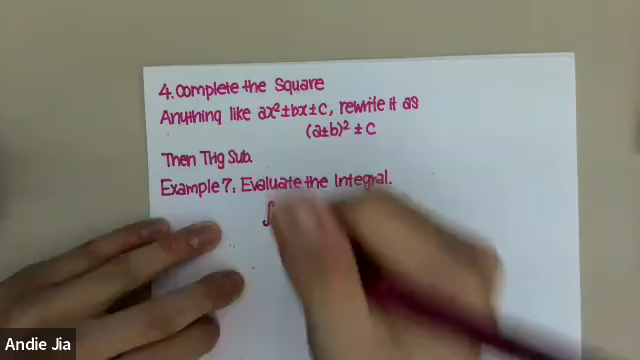 4. Complete the Square
Anything like ax²±bx±c, rewrite it as
(a±b)² ± C
Then Trig Sub.
Example 7. Evaluate the Integral.
∫
Andie Jia